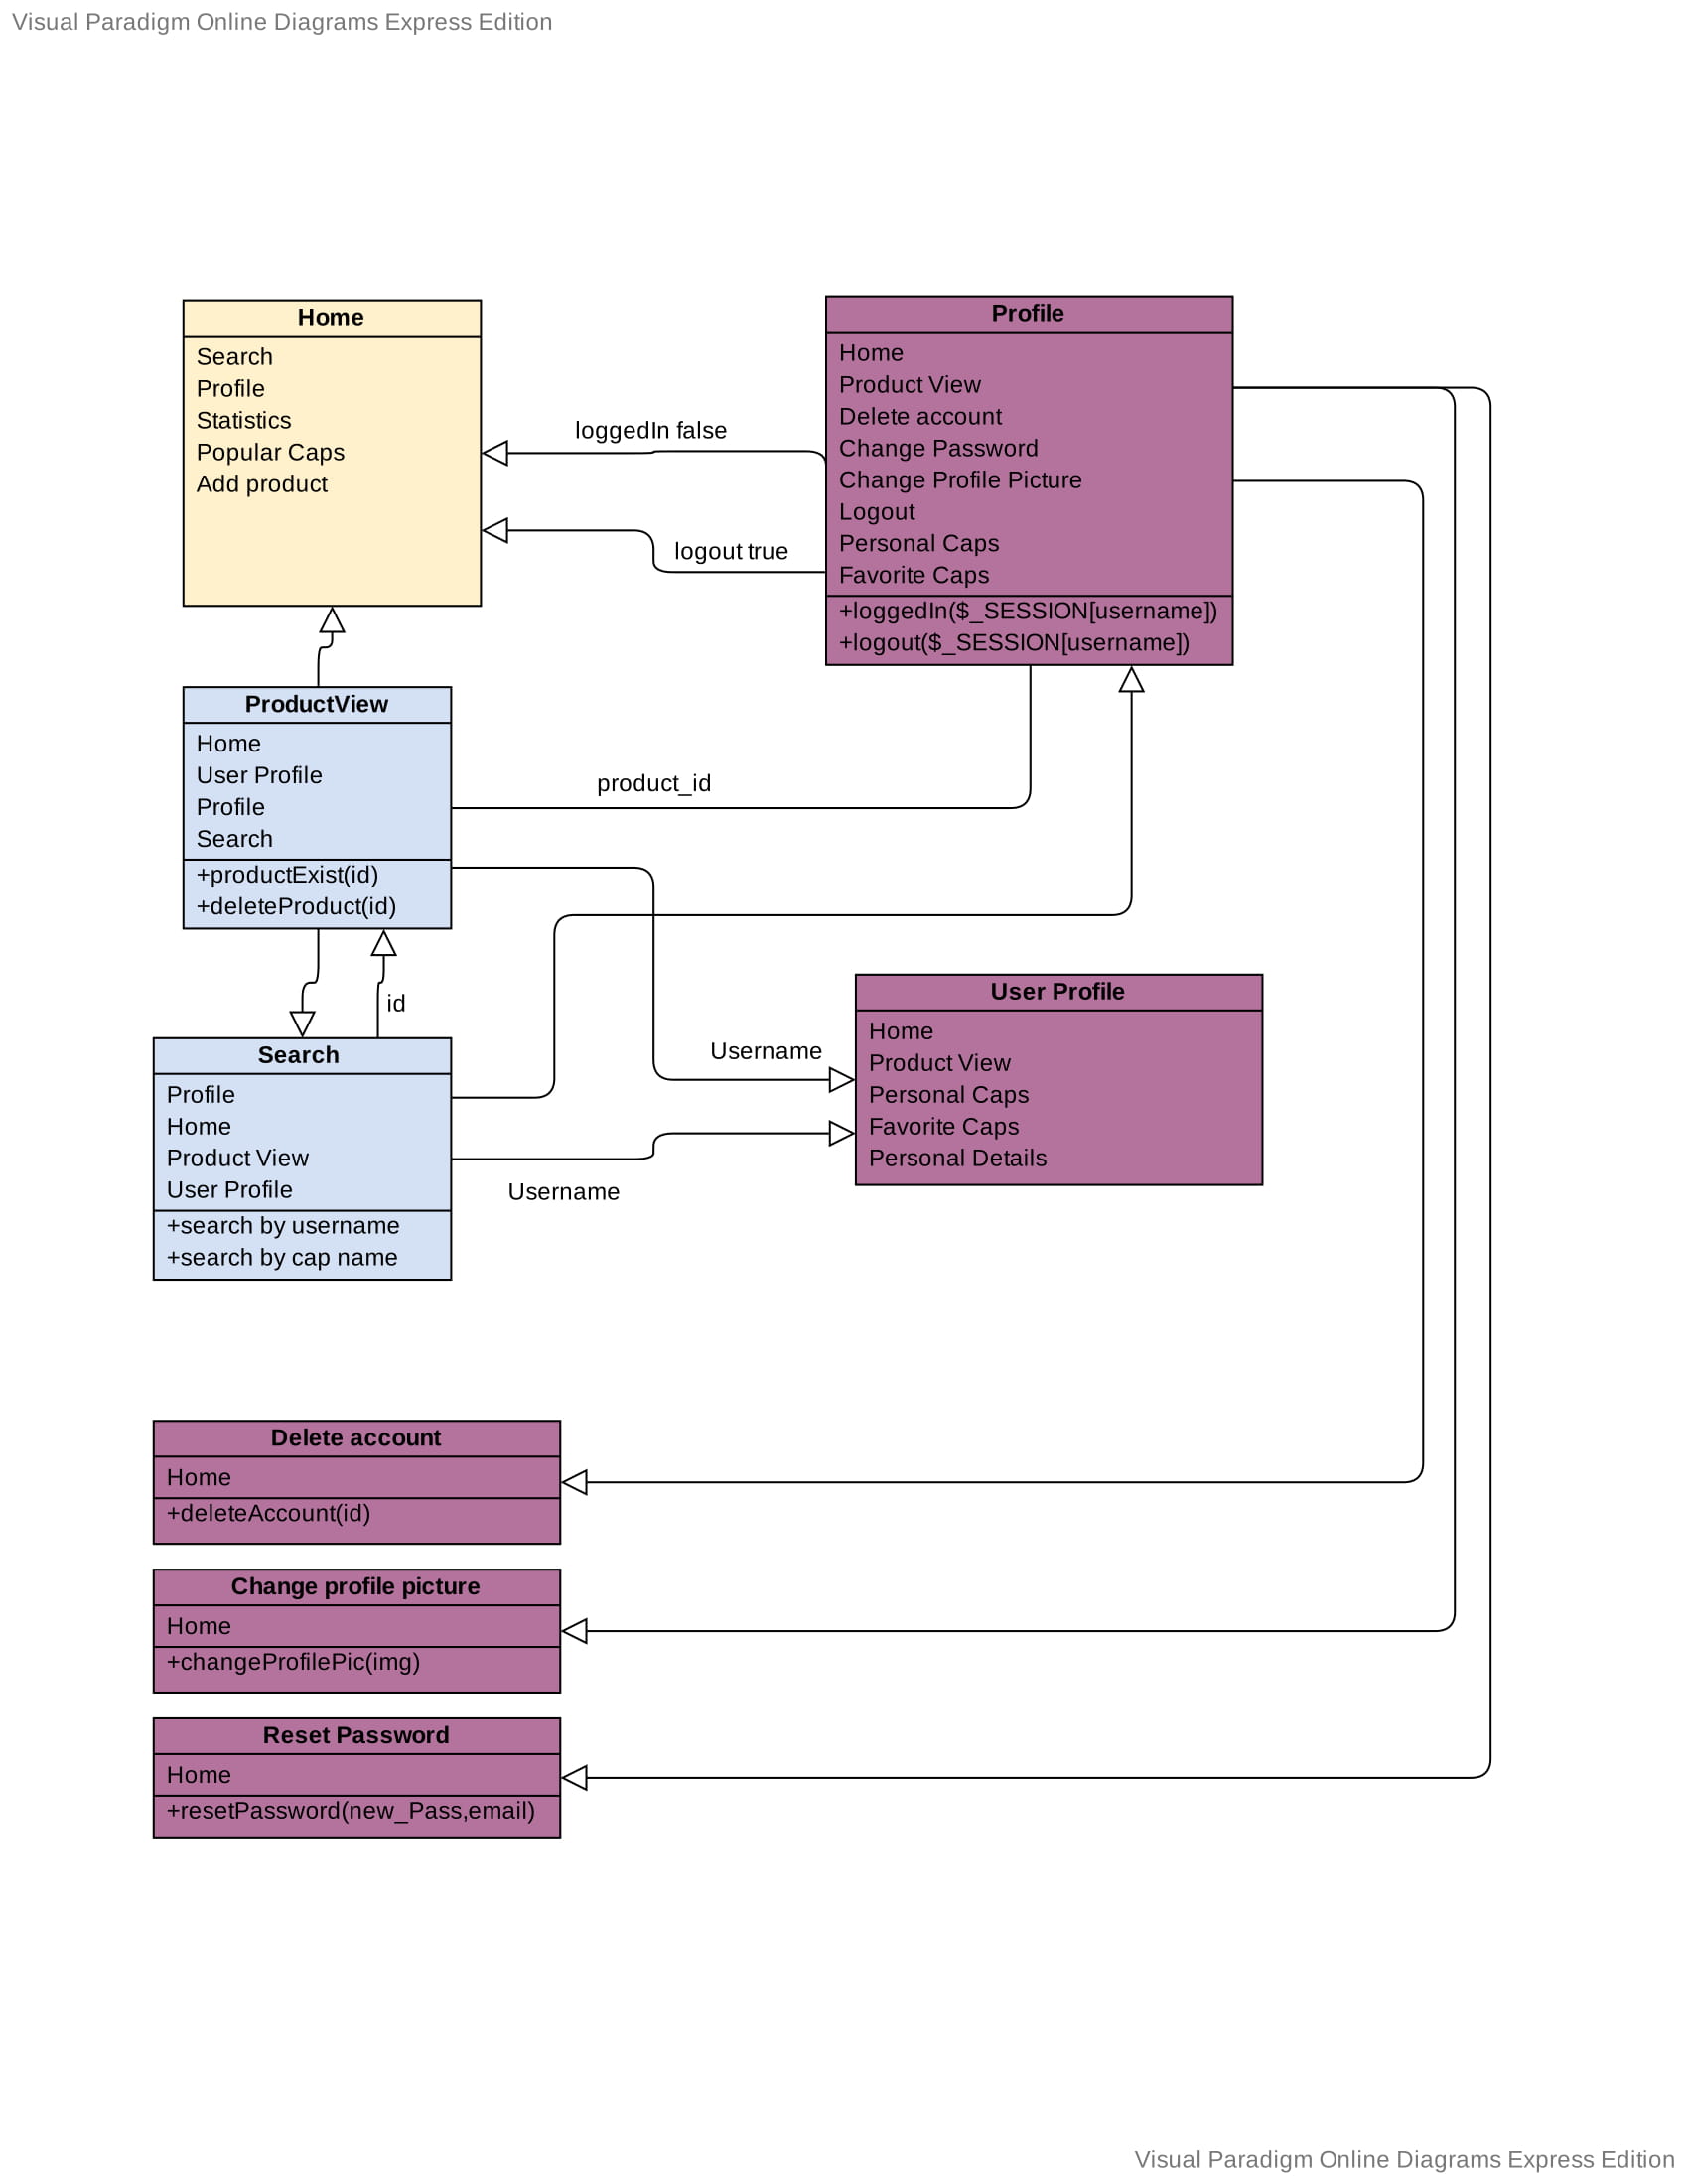 Visual Paradigm Online Diagrams Express Edition
Home
Search
Profile
Statistics
Popular Caps
Add product
loggedIn false
logout true
Profile
Home
Product View
Delete account
Change Password
Change Profile Picture
Logout
Personal Caps
Favorite Caps
+loggedIn($_SESSION[username])
+logout($_SESSION[username])
ProductView
Home
User Profile
Profile
Search
+productExist(id)
+deleteProduct(id)
product_id
id
Search
Profile
Home
Product View
User Profile
+search by username
+search by cap name
Username
Username
User Profile
Home
Product View
Personal Caps
Favorite Caps
Personal Details
Delete account
Home
+deleteAccount(id)
Change profile picture
Home
+changeProfilePic(img)
Reset Password
Home
+resetPassword(new_Pass,email)
Visual Paradigm Online Diagrams Express Edition